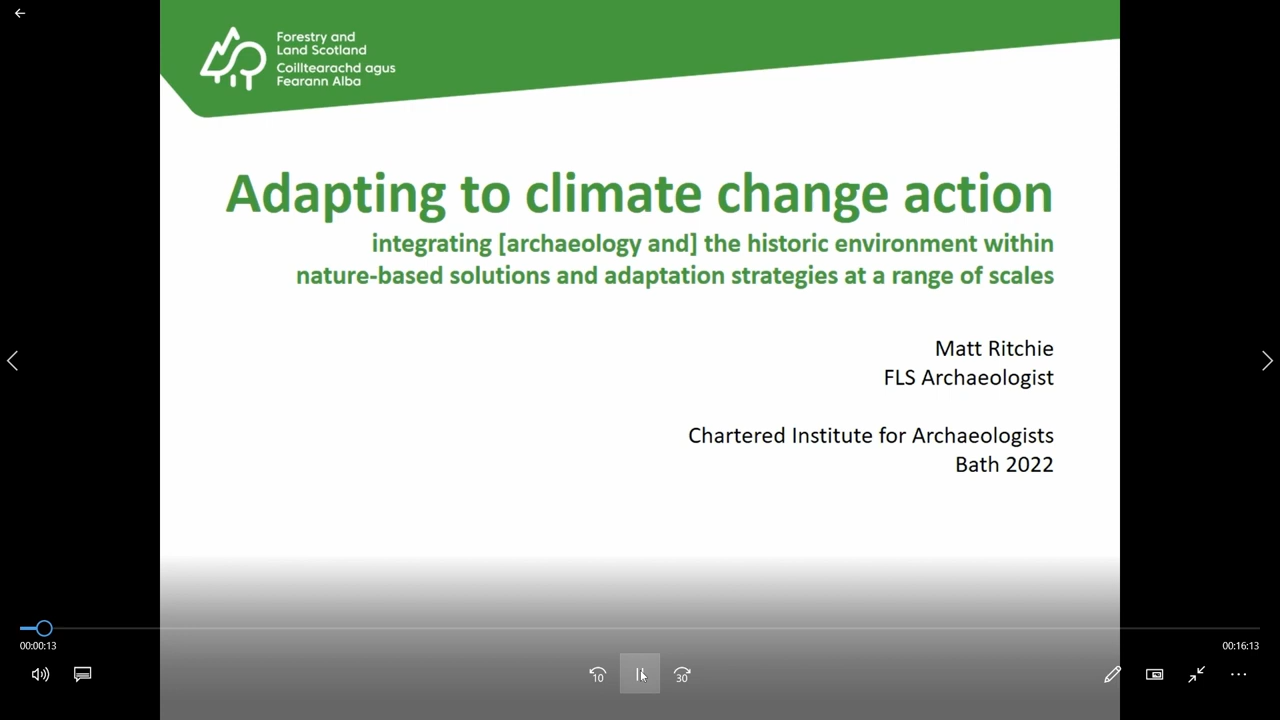 Forestry and
Land Scotland
Coilltearachd agus
Fearann Alba
Adapting to climate change action
integrating [archaeology and] the historic environment within
nature-based solutions and adaptation strategies at a range of scales
Matt Ritchie
FLS Archaeologist
Chartered Institute for Archaeologists
Bath 2022
00:00:13
00:16:13
10
30